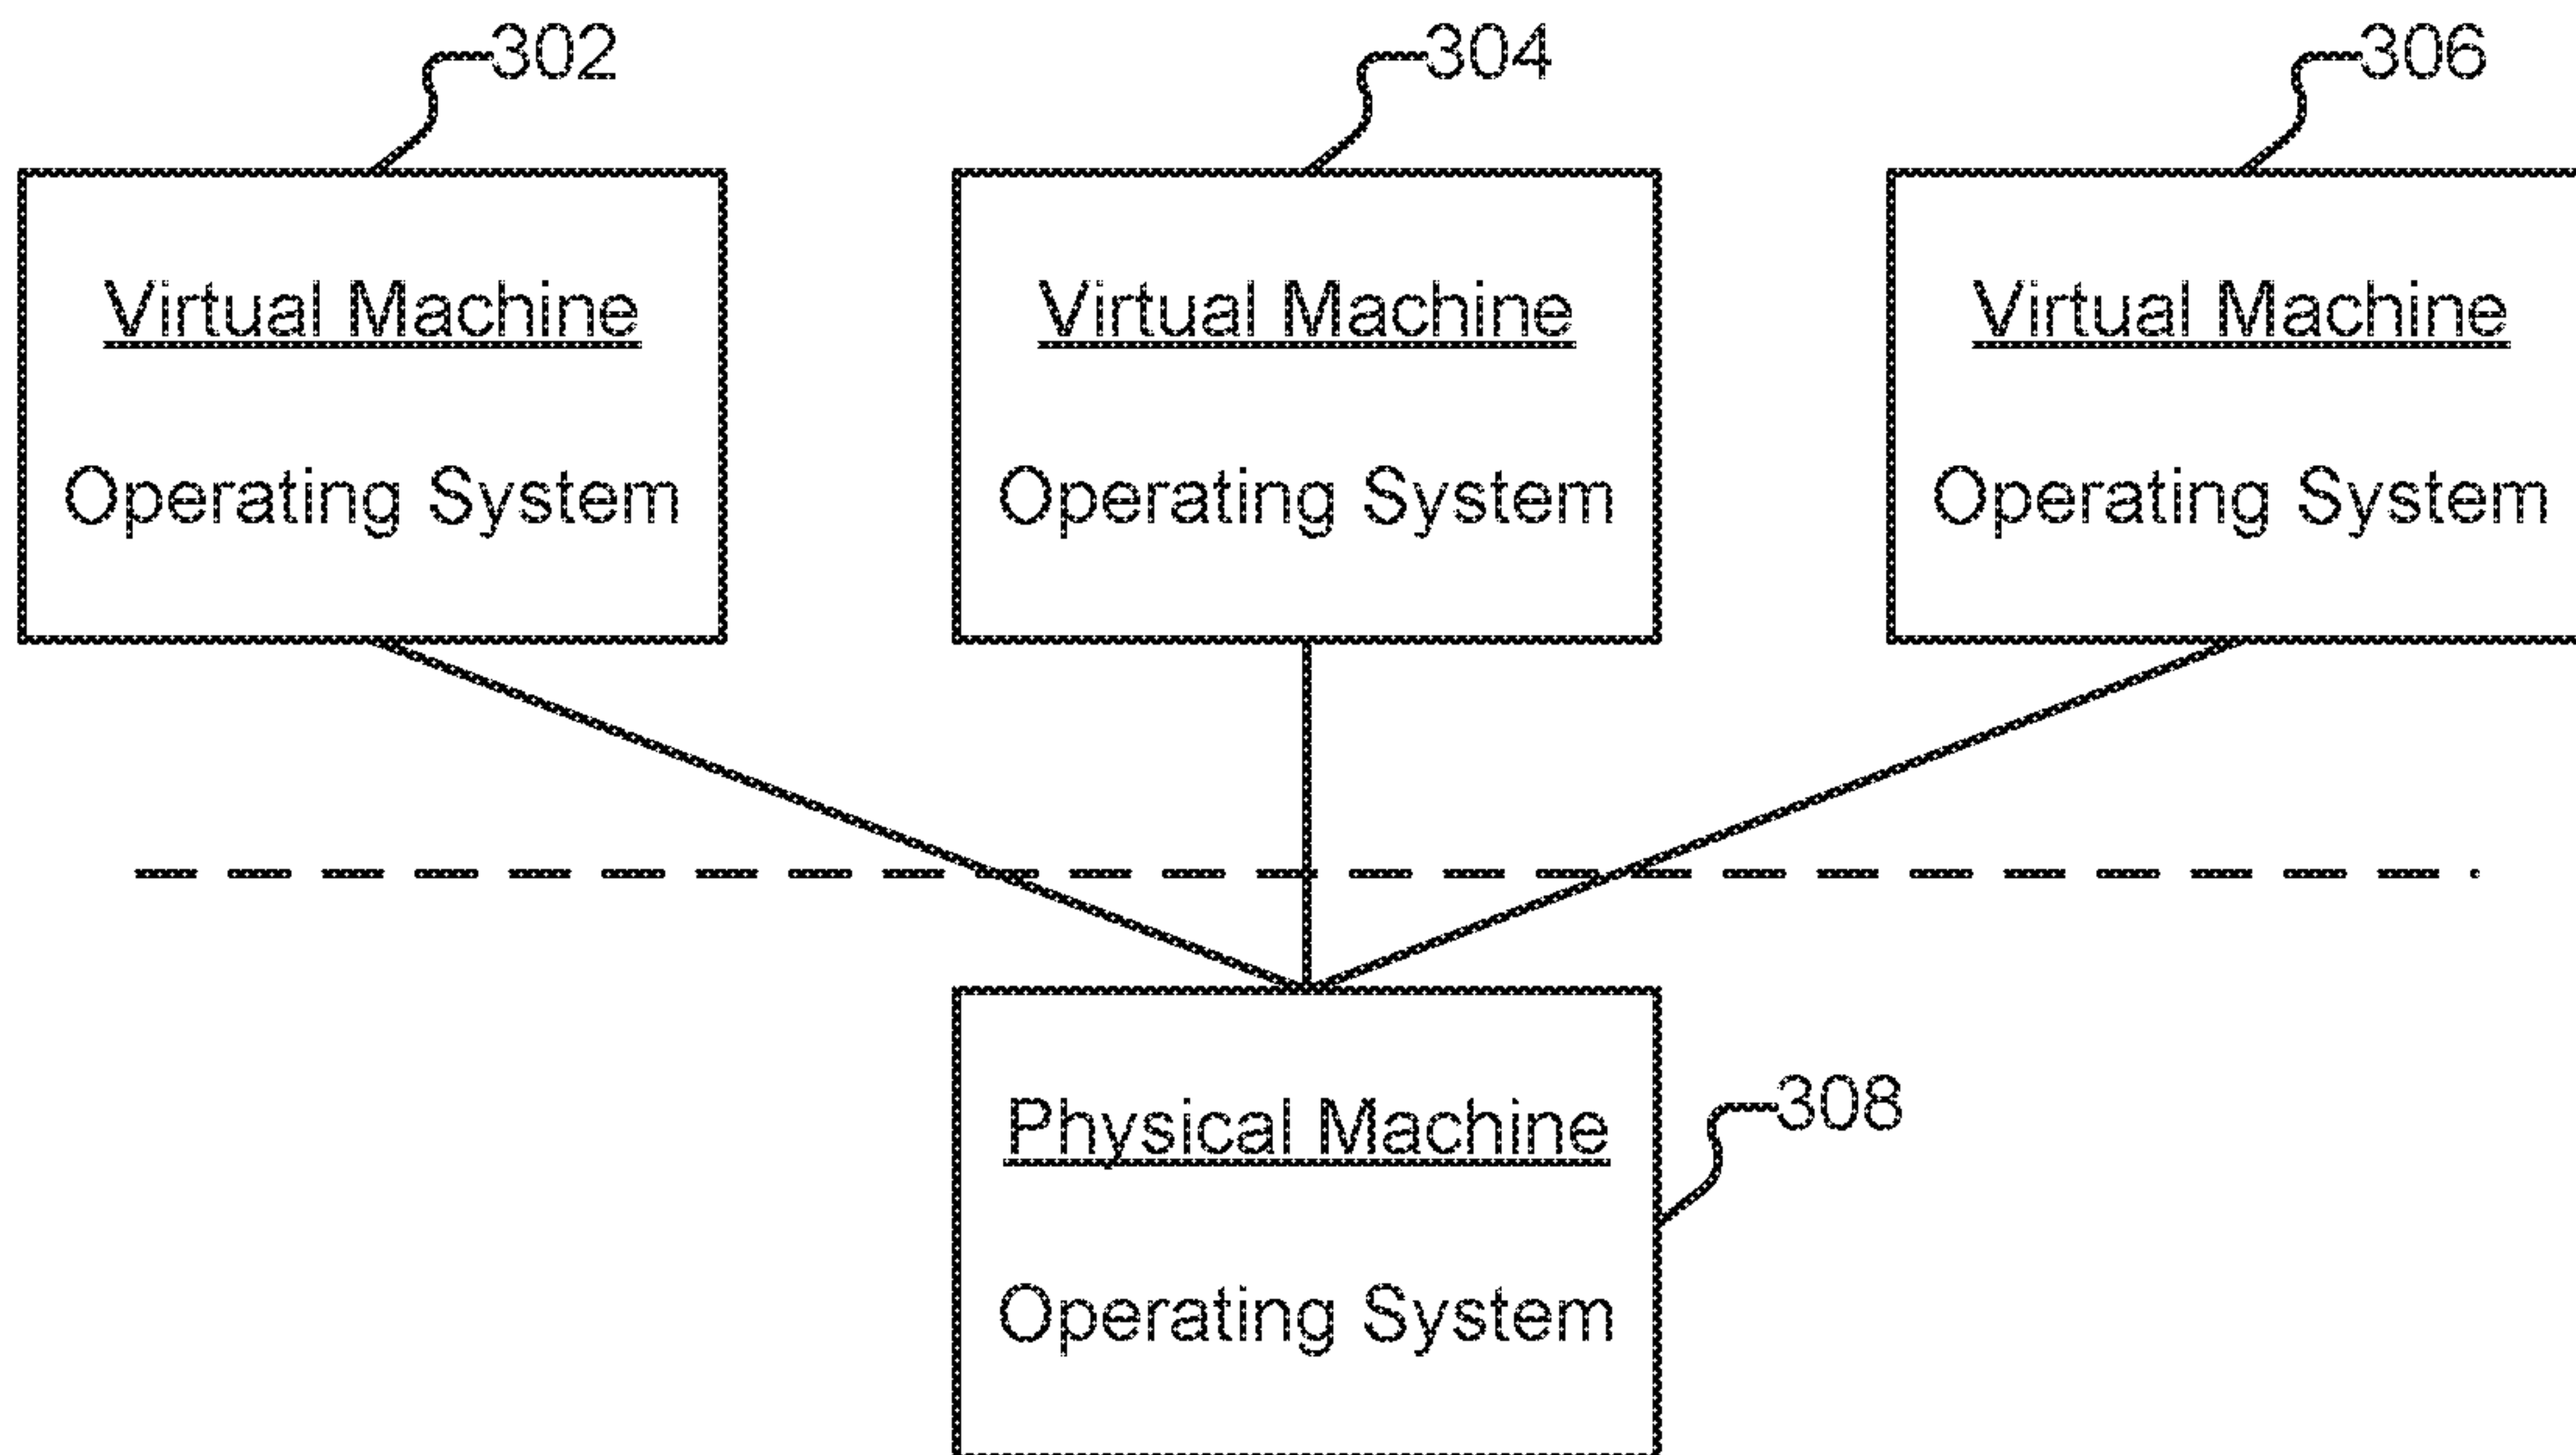 302
304
306
Virtual Machine
Operating System
Virtual Machine
Operating System
Virtual Machine
Operating System
308
Physical Machine
Operating System